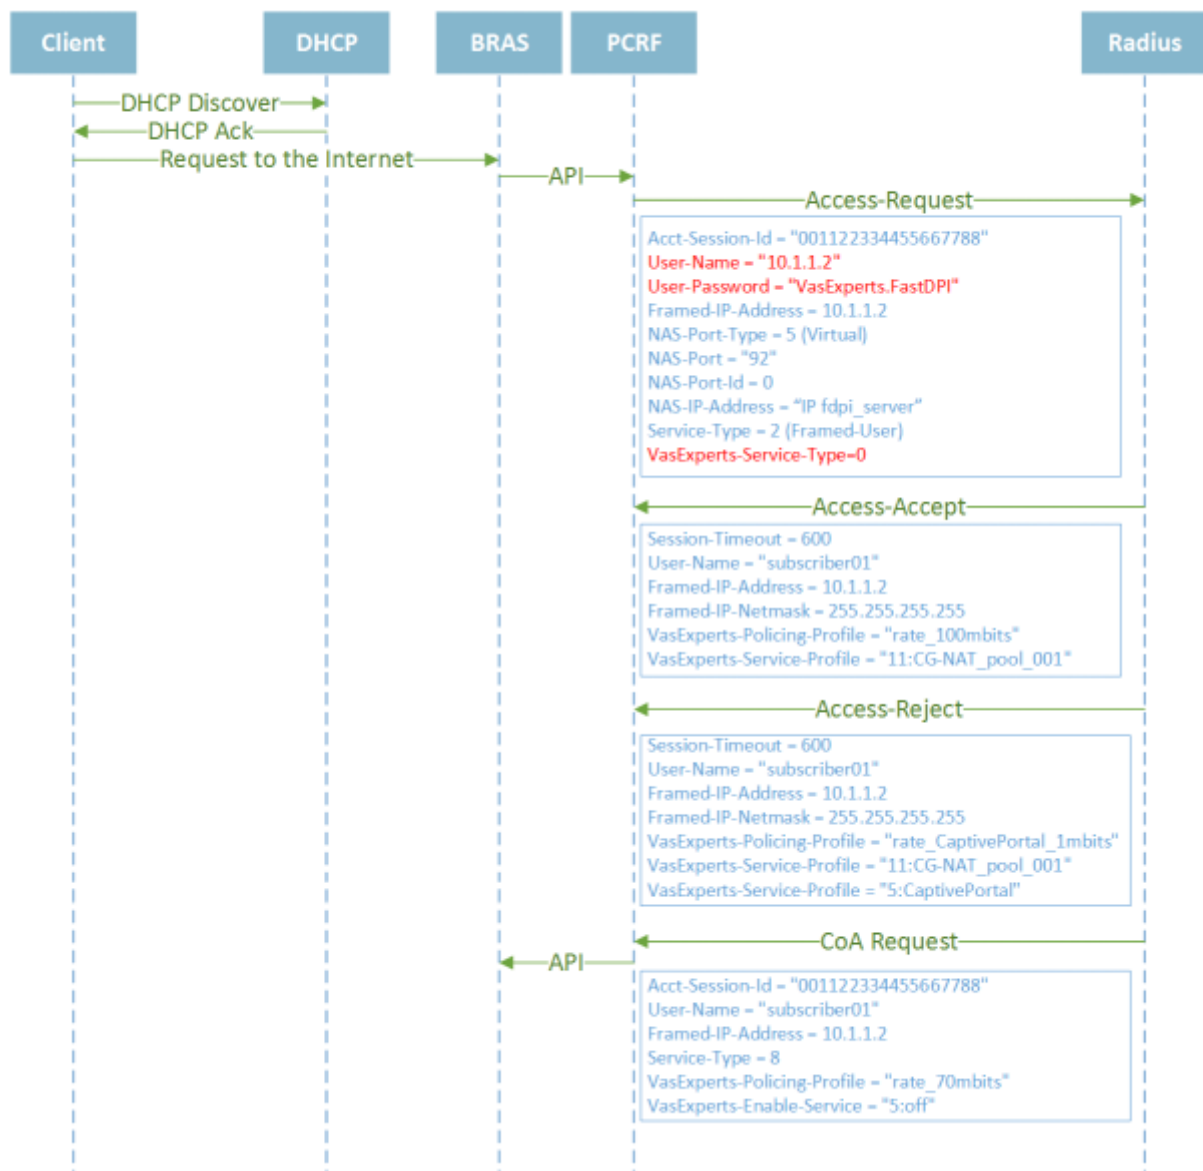 Client
DHCP
BRAS
PCRF
Radius
DHCP Discover
DHCP Ack
Request to the Internet
API
Access-Request
Acct-Session-Id = "001122334455667788"
User-Name = "10.1.1.2"
User-Password = "VasExperts.FastDPI"
Framed-IP-Address = 10.1.1.2
NAS-Port-Type = 5 (Virtual)
NAS-Port = "92"
NAS-Port-Id = 0
NAS-IP-Address = “IP fdpi_server”
Service-Type = 2 (Framed-User)
VasExperts-Service-Type=0
Access-Accept
Session-Timeout = 600
User-Name = "subscriber01"
Framed-IP-Address = 10.1.1.2
Framed-IP-Netmask = 255.255.255.255
VasExperts-Policing-Profile = "rate_100mbits"
VasExperts-Service-Profile = "11:CG-NAT_pool_001"
Access-Reject
Session-Timeout = 600
User-Name = "subscriber01"
Framed-IP-Address = 10.1.1.2
Framed-IP-Netmask = 255.255.255.255
VasExperts-Policing-Profile = "rate_CaptivePortal_1mbits"
VasExperts-Service-Profile = "11:CG-NAT_pool_001"
VasExperts-Service-Profile = "5:CaptivePortal”
CoA Request
API
Acct-Session-Id = "001122334455667788"
User-Name = "subscriber01"
Framed-IP-Address = 10.1.1.2
Service-Type = 8
VasExperts-Policing-Profile = "rate_70mbits"
VasExperts-Enable-Service = "5:off"